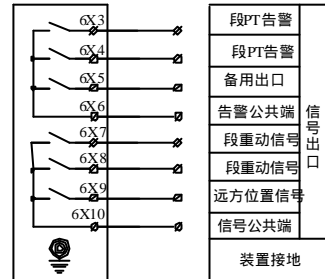 6X3
段PT告警
6X4
段PT告警
6X5
备用出口
6X6
告警公共端
6X7
段重动信号
6X8
段重动信号
6X9
远方位置信号
6X10
信号公共端
信号出口
装置接地